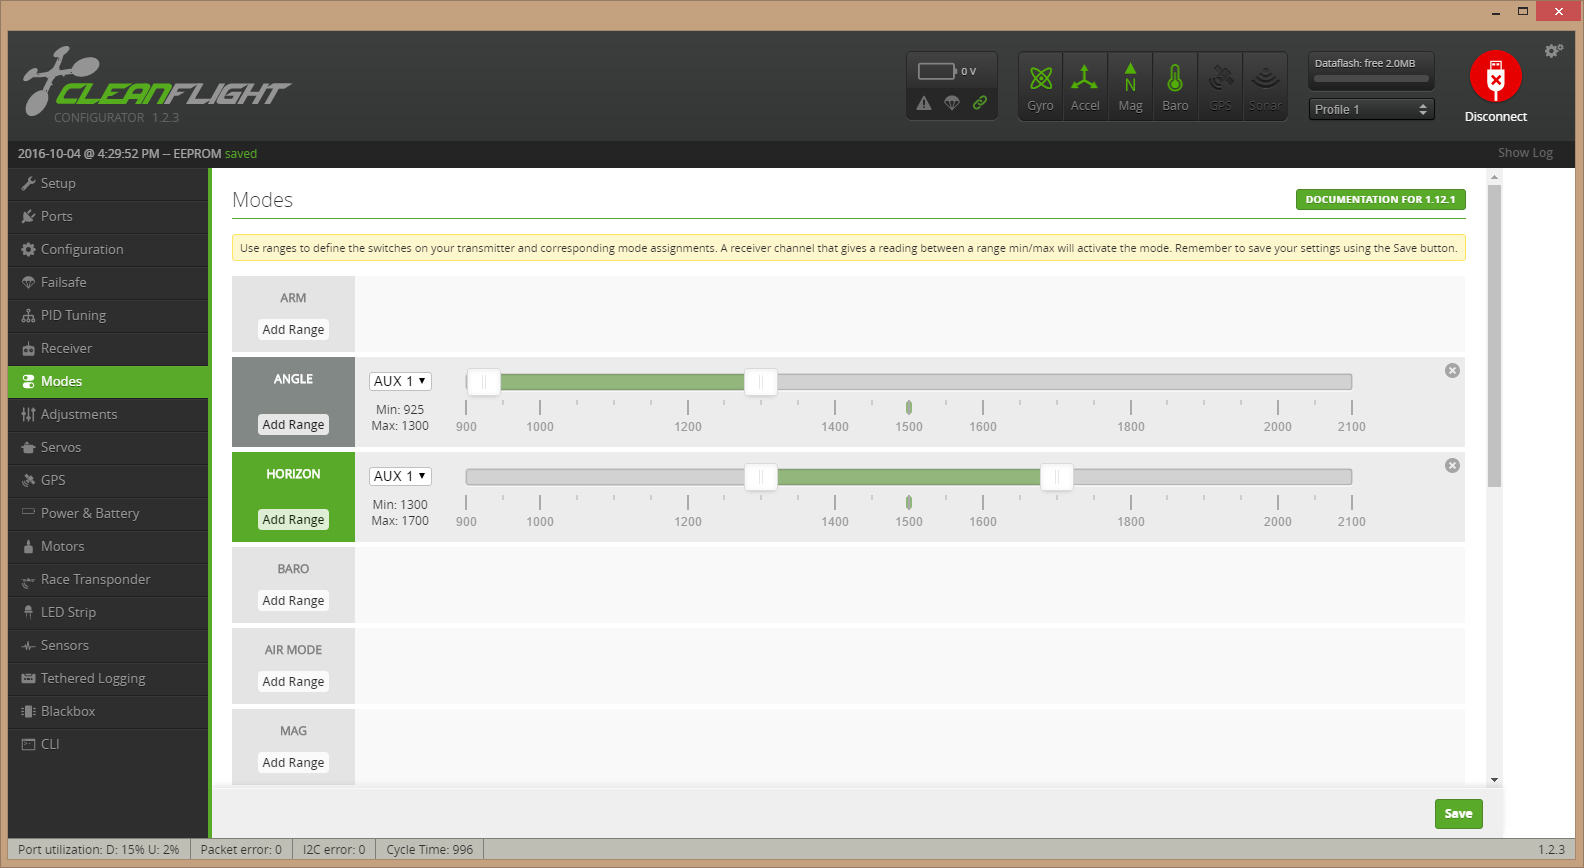 CLEANFLIGHT
CONFIGURATOR 1.2.3
0 V
Gyro Accel Mag Baro GPS Sonar
N
Dataflash: free 2.0MB
Profile 1
Disconnect
2016-10-04 @ 4:29:52 PM -- EEPROM saved
Show Log
Setup
Ports
Configuration
Failsafe
PID Tuning
Receiver
Modes
Adjustments
Servos
GPS
Power & Battery
Motors
Race Transponder
LED Strip
Sensors
Tethered Logging
Blackbox
CLI
Modes
DOCUMENTATION FOR 1.12.1
Use ranges to define the switches on your transmitter and corresponding mode assignments. A receiver channel that gives a reading between a range min/max will activate the mode. Remember to save your settings using the Save button.
ARM
Add Range
ANGLE
Add Range
AUX 1
Min: 925
Max: 1300
900 1000 1200 1400 1500 1600 1800 2000 2100
HORIZON
Add Range
AUX 1
Min: 1300
Max: 1700
900 1000 1200 1400 1500 1600 1800 2000 2100
BARO
Add Range
AIR MODE
Add Range
MAG
Add Range
Save
Port utilization: D: 15% U: 2% Packet error: 0 I2C error: 0 Cycle Time: 996 1.2.3